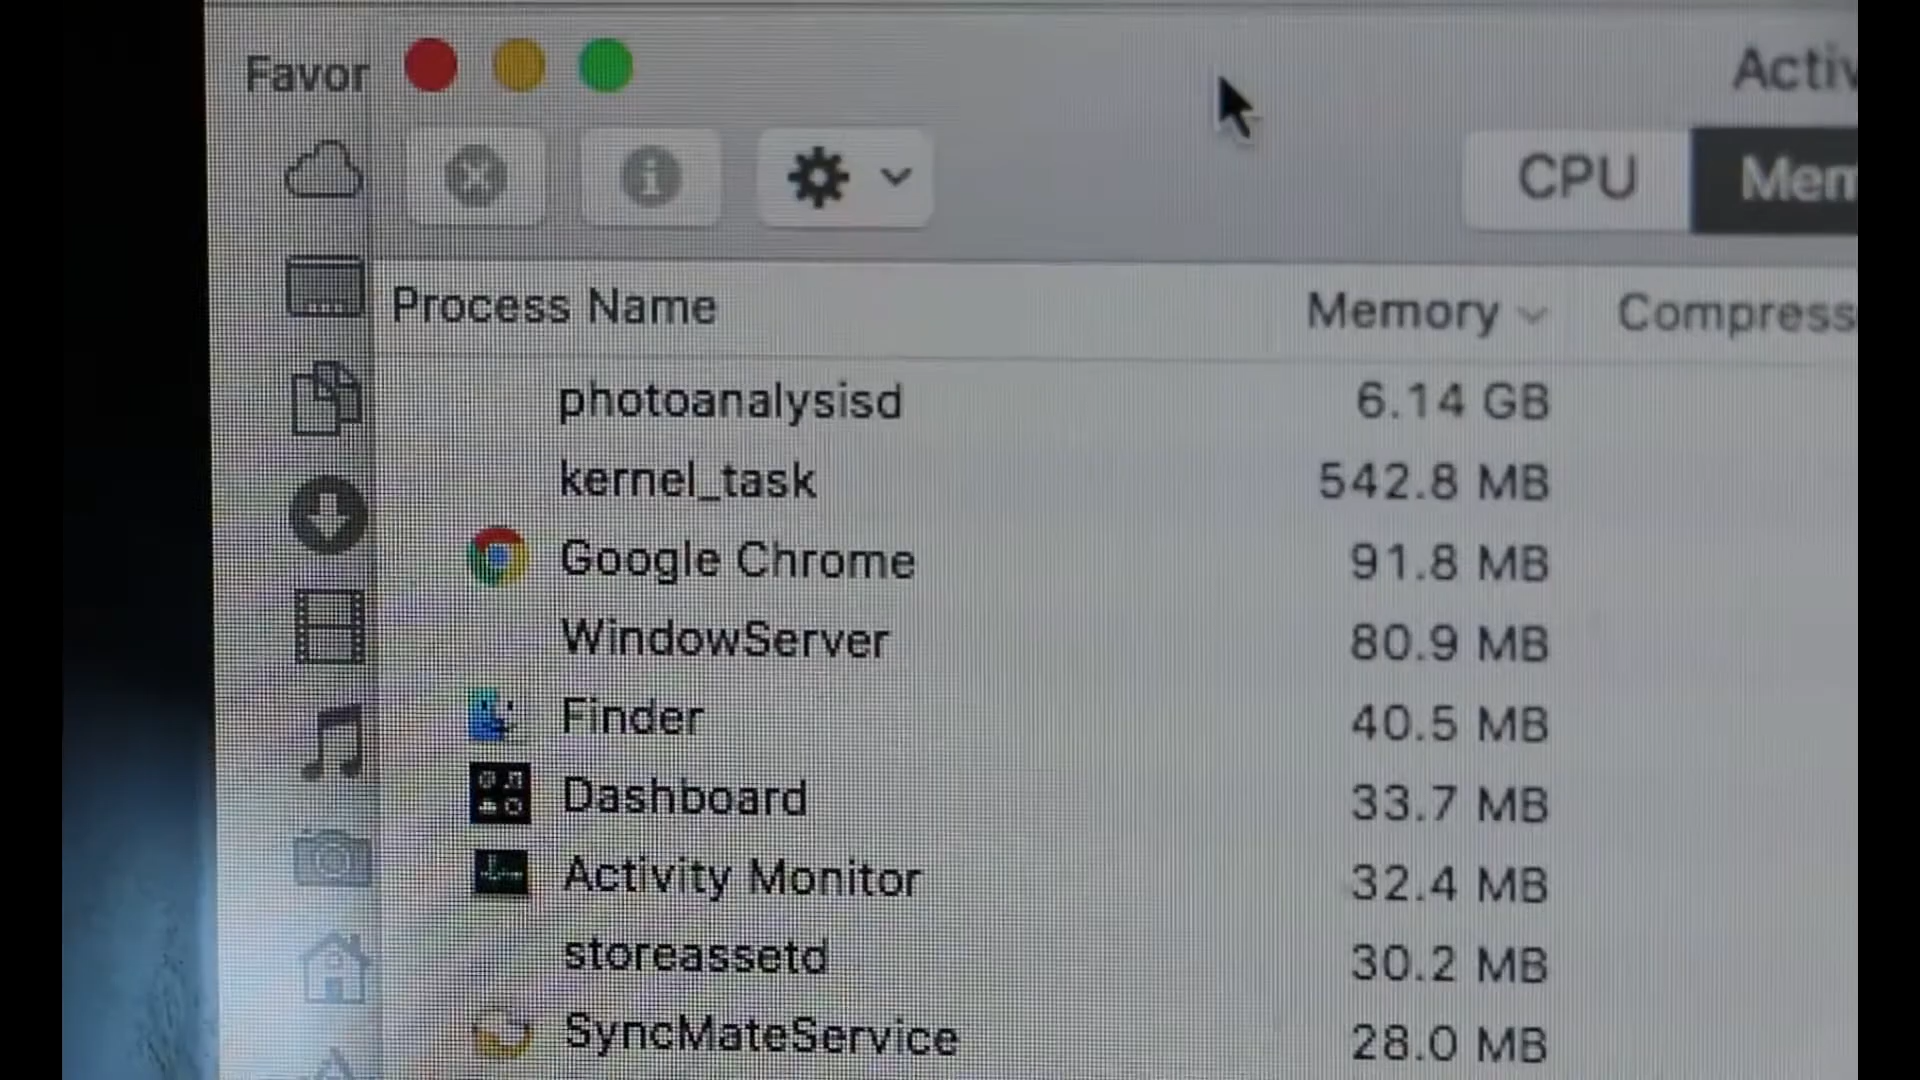 Favor
Activ
CPU
Mem
Process Name Memory Compress
photoanalysisd 6.14 GB
kernel_task 542.8 MB
Google Chrome 91.8 MB
WindowServer 80.9 MB
Finder 40.5 MB
Dashboard 33.7 MB
Activity Monitor 32.4 MB
storeassetd 30.2 MB
SyncMateService 28.0 MB